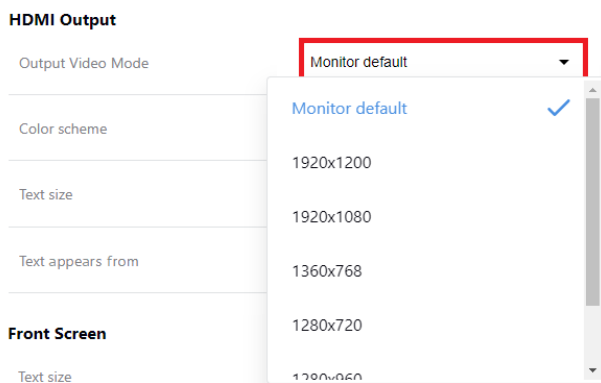 HDMI Output
Output Video Mode
Monitor default
Monitor default
Color scheme
1920x1200
Text size
1920x1080
Text appears from
1360x768
1280x720
Front Screen
1280x960
Text size